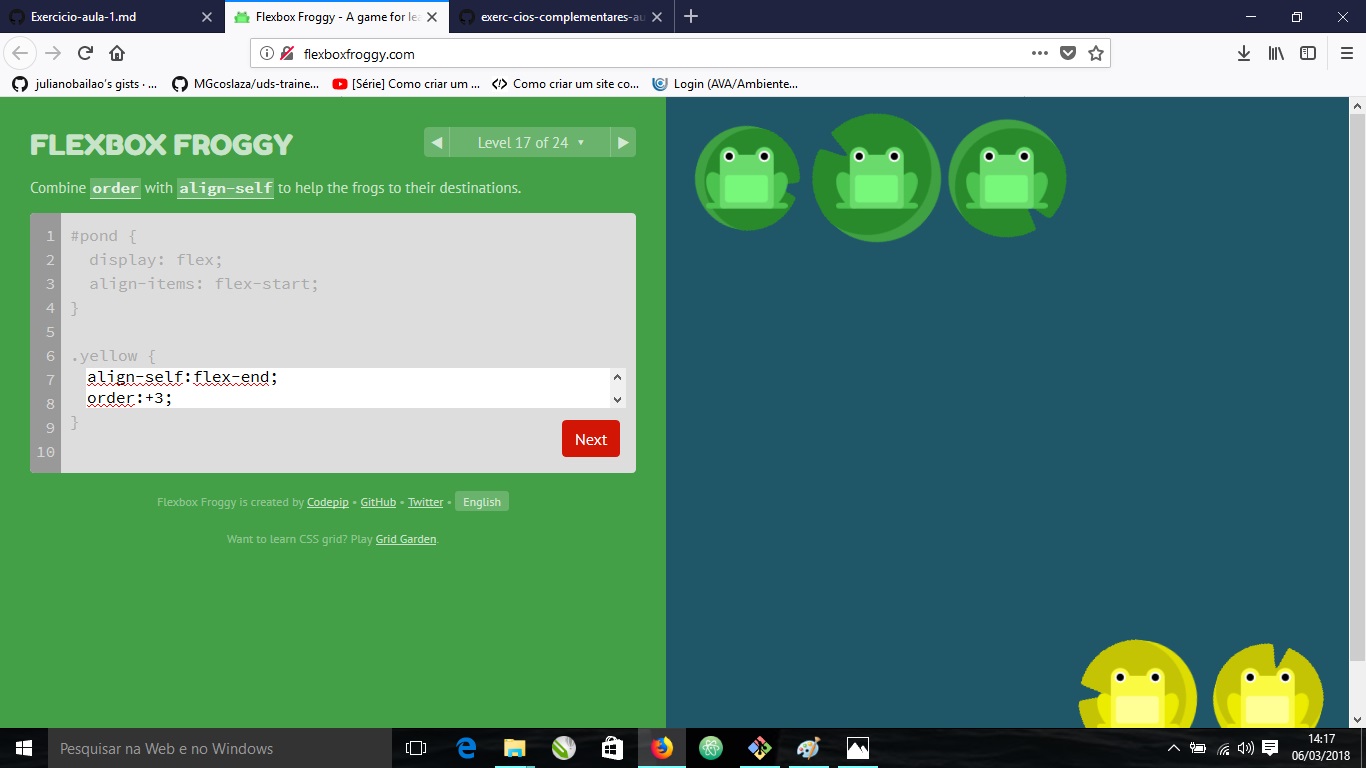 Exercicio-aula-1.md
Flexbox Froggy - A game for lea
exerc-cios-complementares-au
flexboxfroggy.com
julianobailao's gists · ...
MGcoslaza/uds-traine...
[Série] Como criar um ...
Como criar um site co...
Login (AVA/Ambiente...
FLEXBOX FROGGY
Level 17 of 24
Combine order with align-self to help the frogs to their destinations.
1 #pond {
2 display: flex;
3 align-items: flex-start;
4 }
5
6 .yellow {
7 align-self:flex-end;
8 order:+3;
9 }
10
Next
Flexbox Froggy is created by Codepip • GitHub • Twitter • English
Want to learn CSS grid? Play Grid Garden.
Pesquisar na Web e no Windows
14:17
06/03/2018